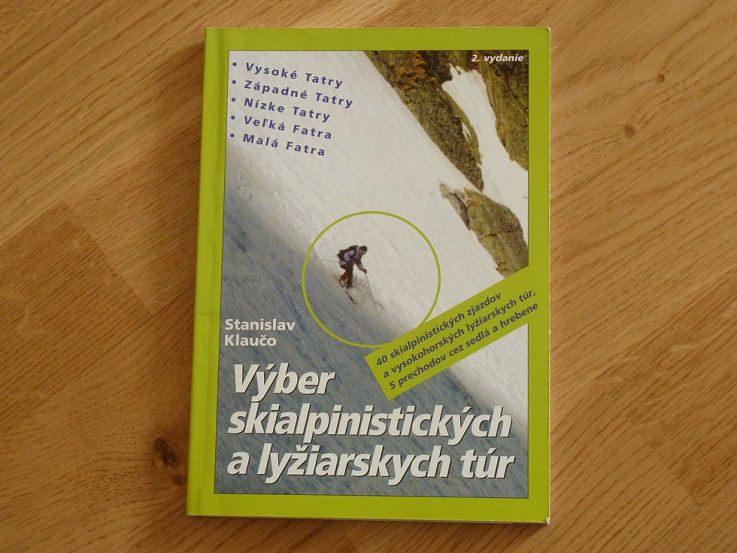 2. vydanie
• Vysoké Tatry
• Západné Tatry
• Nízke Tatry
• Veľká Fatra
• Malá Fatra
40 skialpinistických zjazdov
a vysokohorských lyžiarskych túr,
5 prechodov cez sedlá a hrebene
Stanislav
Klaučo
Výber
skialpinistických
a lyžiarskych túr